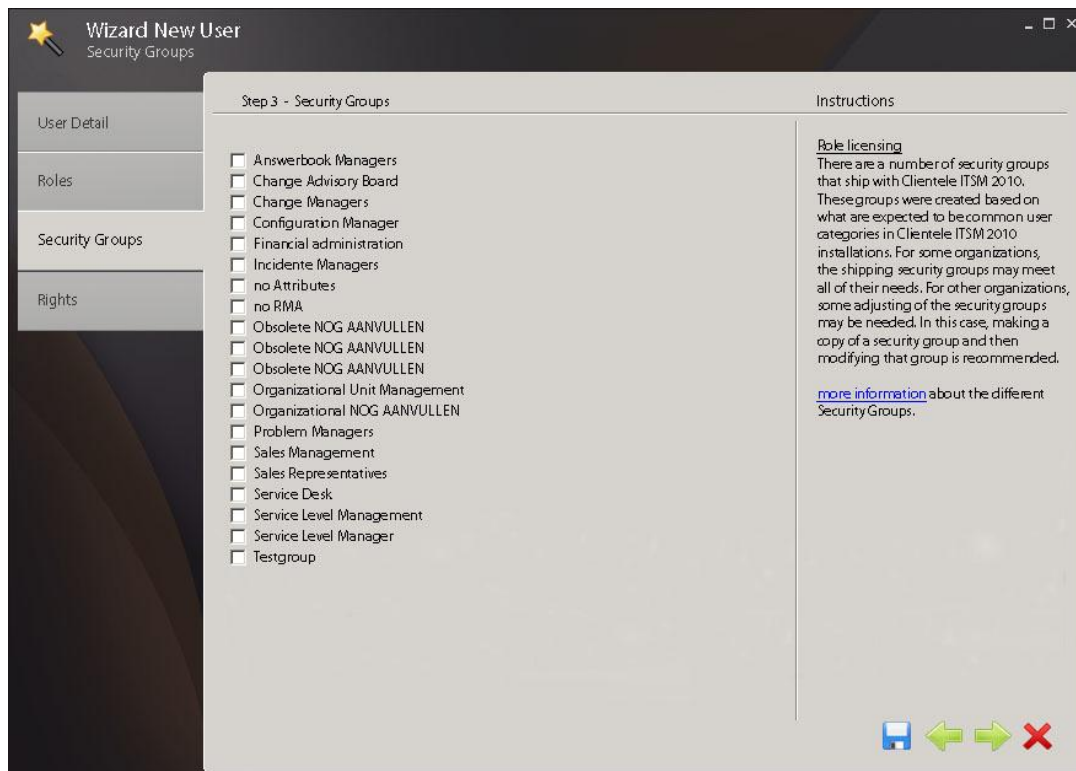 Wizard New User
Security Groups
User Detail
Roles
Security Groups
Rights
Step 3 - Security Groups
Answerbook Managers
Change Advisory Board
Change Managers
Configuration Manager
Financial administration
Incidente Managers
no Attributes
no RMA
Obsolete NOG AANVULLEN
Obsolete NOG AANVULLEN
Obsolete NOG AANVULLEN
Organizational Unit Management
Organizational NOG AANVULLEN
Problem Managers
Sales Management
Sales Representatives
Service Desk
Service Level Management
Service Level Manager
Testgroup
Instructions
Role licensing
There are a number of security groups
that ship with Clientele ITSM 2010.
These groups were created based on
what are expected to be common user
categories in Clientele ITSM 2010
installations. For some organizations,
the shipping security groups may meet
all of their needs. For other organizations,
some adjusting of the security groups
may be needed. In this case, making a
copy of a security group and then
modifying that group is recommended.
more information about the different
Security Groups.